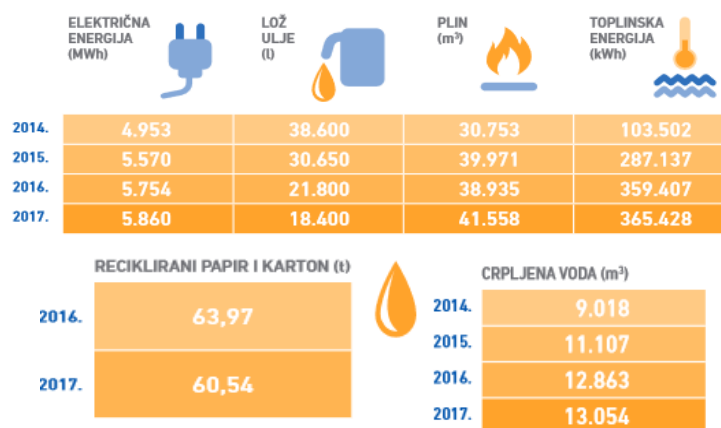 ELEKTRIČNA ENERGIJA (MWh) LOŽ ULJE (l) PLIN (m³) TOPLINSKA ENERGIJA (kWh)
2014. 4.953 38.600 30.753 103.502
2015. 5.570 30.650 39.971 287.137
2016. 5.754 21.800 38.935 359.407
2017. 5.860 18.400 41.558 365.428
RECIKLIRANI PAPIR I KARTON (t)
2016. 63,97
2017. 60,54
CRPLJENA VODA (m³)
2014. 9.018
2015. 11.107
2016. 12.863
2017. 13.054